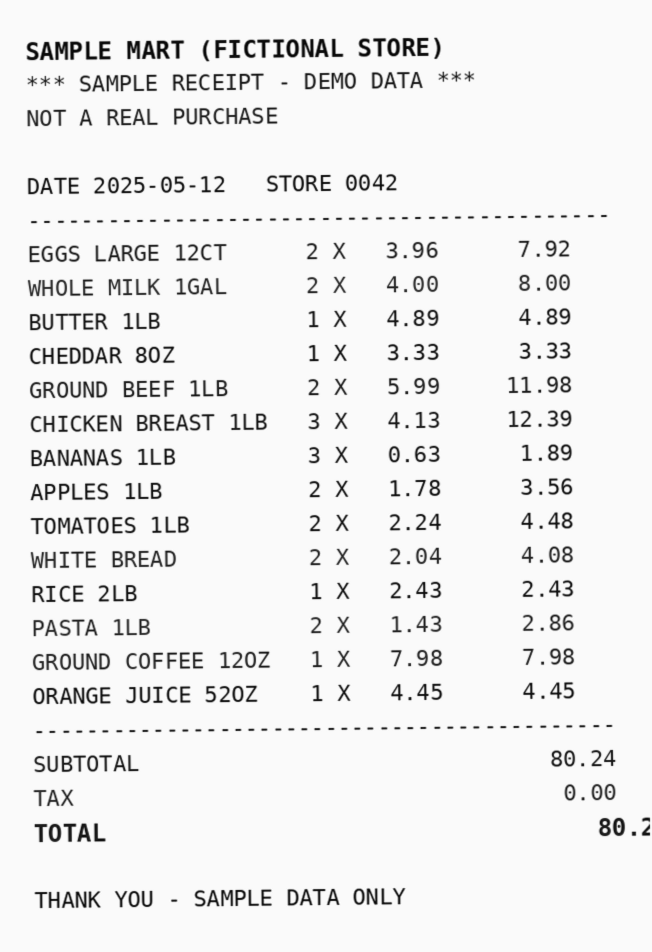 SAMPLE MART (FICTIONAL STORE)
*** SAMPLE RECEIPT - DEMO DATA ***
NOT A REAL PURCHASE
DATE 2025-05-12 STORE 0042
--------------------------------------------
EGGS LARGE 12CT 2 X 3.96 7.92
WHOLE MILK 1GAL 2 X 4.00 8.00
BUTTER 1LB 1 X 4.89 4.89
CHEDDAR 8OZ 1 X 3.33 3.33
GROUND BEEF 1LB 2 X 5.99 11.98
CHICKEN BREAST 1LB 3 X 4.13 12.39
BANANAS 1LB 3 X 0.63 1.89
APPLES 1LB 2 X 1.78 3.56
TOMATOES 1LB 2 X 2.24 4.48
WHITE BREAD 2 X 2.04 4.08
RICE 2LB 1 X 2.43 2.43
PASTA 1LB 2 X 1.43 2.86
GROUND COFFEE 12OZ 1 X 7.98 7.98
ORANGE JUICE 52OZ 1 X 4.45 4.45
--------------------------------------------
SUBTOTAL 80.24
TAX 0.00
TOTAL
THANK YOU - SAMPLE DATA ONLY